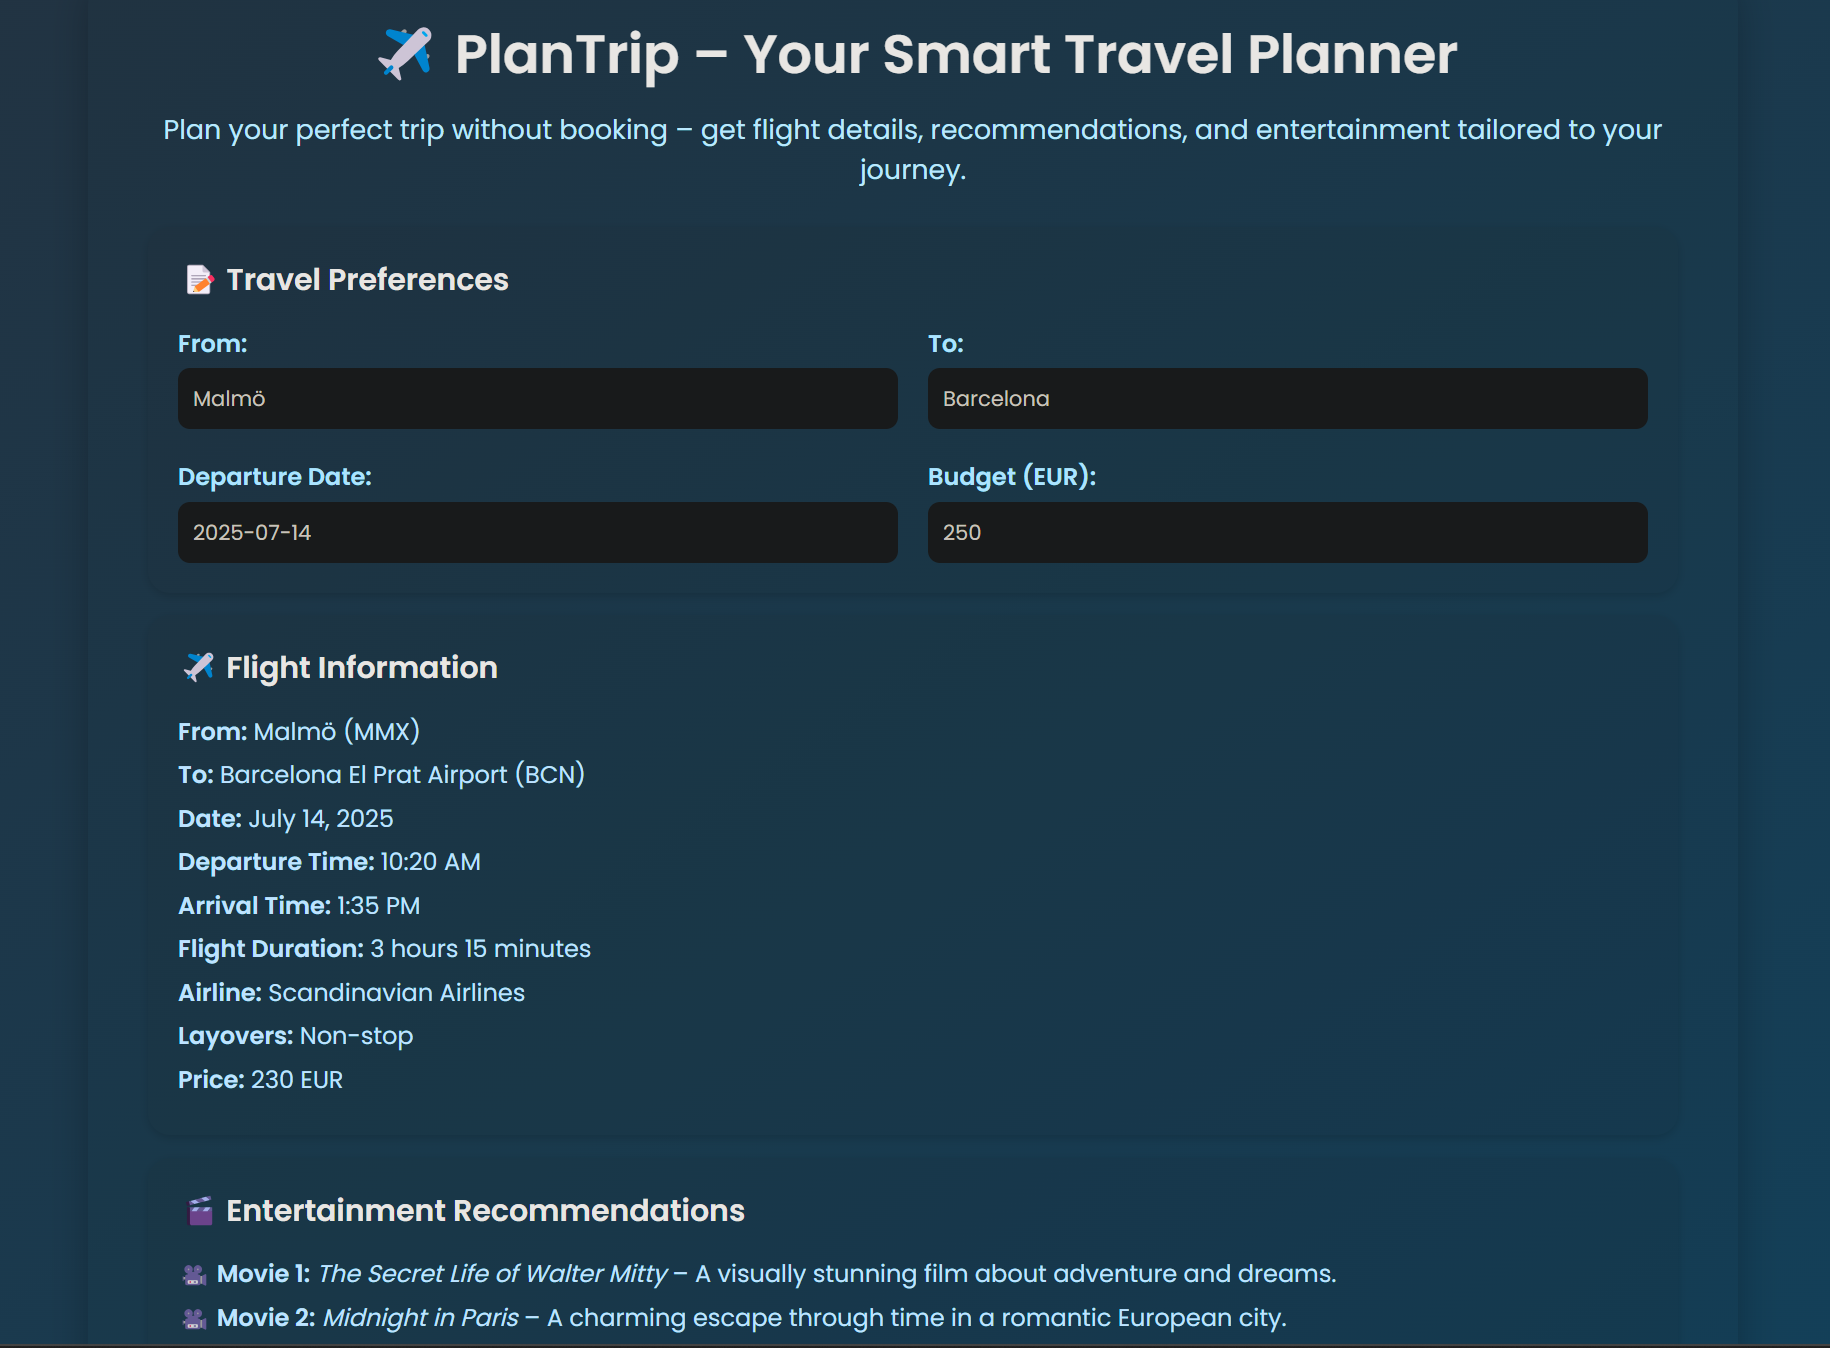 PlanTrip – Your Smart Travel Planner
Plan your perfect trip without booking – get flight details, recommendations, and entertainment tailored to your
journey.
Travel Preferences
From:
Malmö
To:
Barcelona
Departure Date:
2025-07-14
Budget (EUR):
250
Flight Information
From: Malmö (MMX)
To: Barcelona El Prat Airport (BCN)
Date: July 14, 2025
Departure Time: 10:20 AM
Arrival Time: 1:35 PM
Flight Duration: 3 hours 15 minutes
Airline: Scandinavian Airlines
Layovers: Non-stop
Price: 230 EUR
Entertainment Recommendations
Movie 1: The Secret Life of Walter Mitty – A visually stunning film about adventure and dreams.
Movie 2: Midnight in Paris – A charming escape through time in a romantic European city.